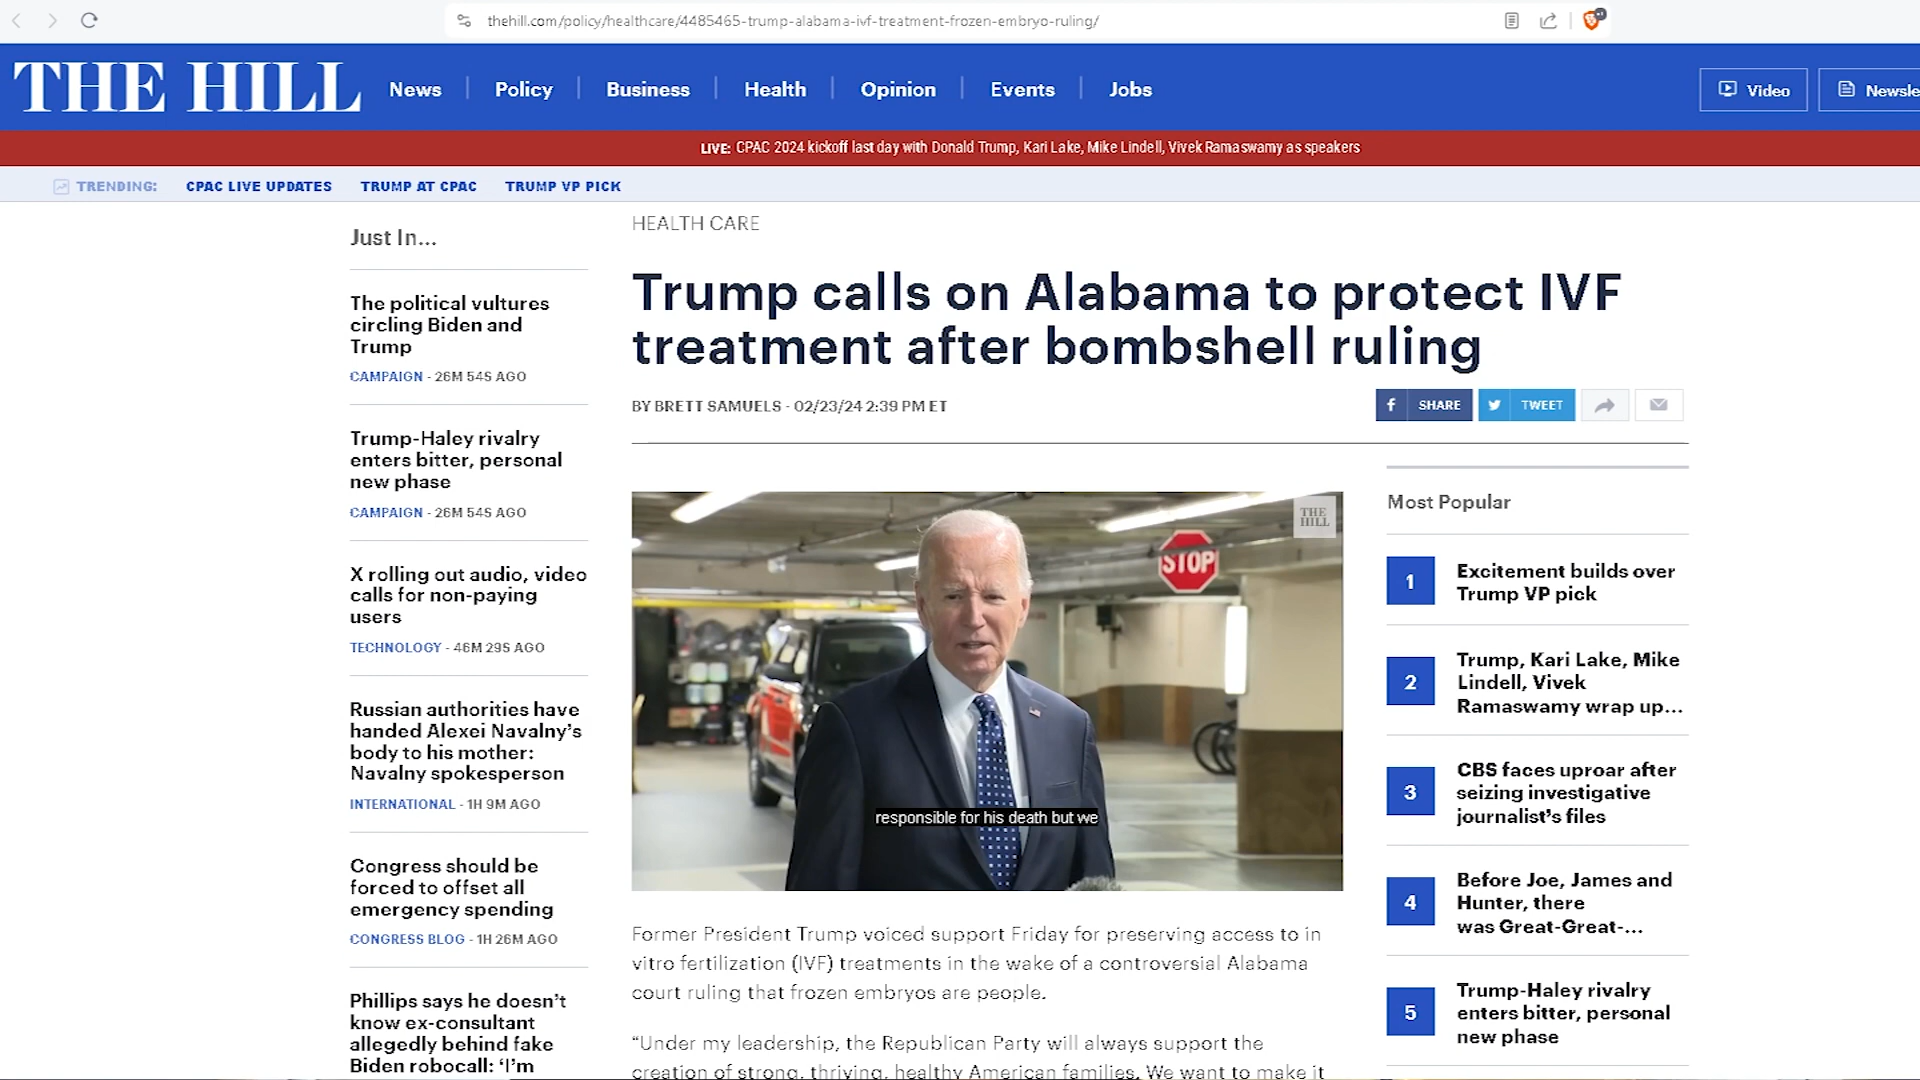 thehill.com/policy/healthcare/4485465-trump-alabama-ivf-treatment-frozen-embryo-ruling/
THE HILL
News
Policy
Business
Health
Opinion
Events
Jobs
Video
Newsle
LIVE: CPAC 2024 kickoff last day with Donald Trump, Kari Lake, Mike Lindell, Vivek Ramaswamy as speakers
TRENDING:
CPAC LIVE UPDATES
TRUMP AT CPAC
TRUMP VP PICK
Just In...
The political vultures
circling Biden and
Trump
CAMPAIGN - 26M 54S AGO
Trump-Haley rivalry
enters bitter, personal
new phase
CAMPAIGN - 26M 54S AGO
X rolling out audio, video
calls for non-paying
users
TECHNOLOGY - 46M 29S AGO
Russian authorities have
handed Alexei Navalny’s
body to his mother:
Navalny spokesperson
INTERNATIONAL - 1H 9M AGO
Congress should be
forced to offset all
emergency spending
CONGRESS BLOG - 1H 26M AGO
Phillips says he doesn’t
know ex-consultant
allegedly behind fake
Biden robocall: ‘I’m
HEALTH CARE
Trump calls on Alabama to protect IVF
treatment after bombshell ruling
BY BRETT SAMUELS - 02/23/24 2:39 PM ET
SHARE
TWEET
THE
HILL
STOP
responsible for his death but we
Former President Trump voiced support Friday for preserving access to in
vitro fertilization (IVF) treatments in the wake of a controversial Alabama
court ruling that frozen embryos are people.
“Under my leadership, the Republican Party will always support the
creation of strong, thriving, healthy American families. We want to make it
Most Popular
1
Excitement builds over
Trump VP pick
2
Trump, Kari Lake, Mike
Lindell, Vivek
Ramaswamy wrap up...
3
CBS faces uproar after
seizing investigative
journalist’s files
4
Before Joe, James and
Hunter, there
was Great-Great-...
5
Trump-Haley rivalry
enters bitter, personal
new phase